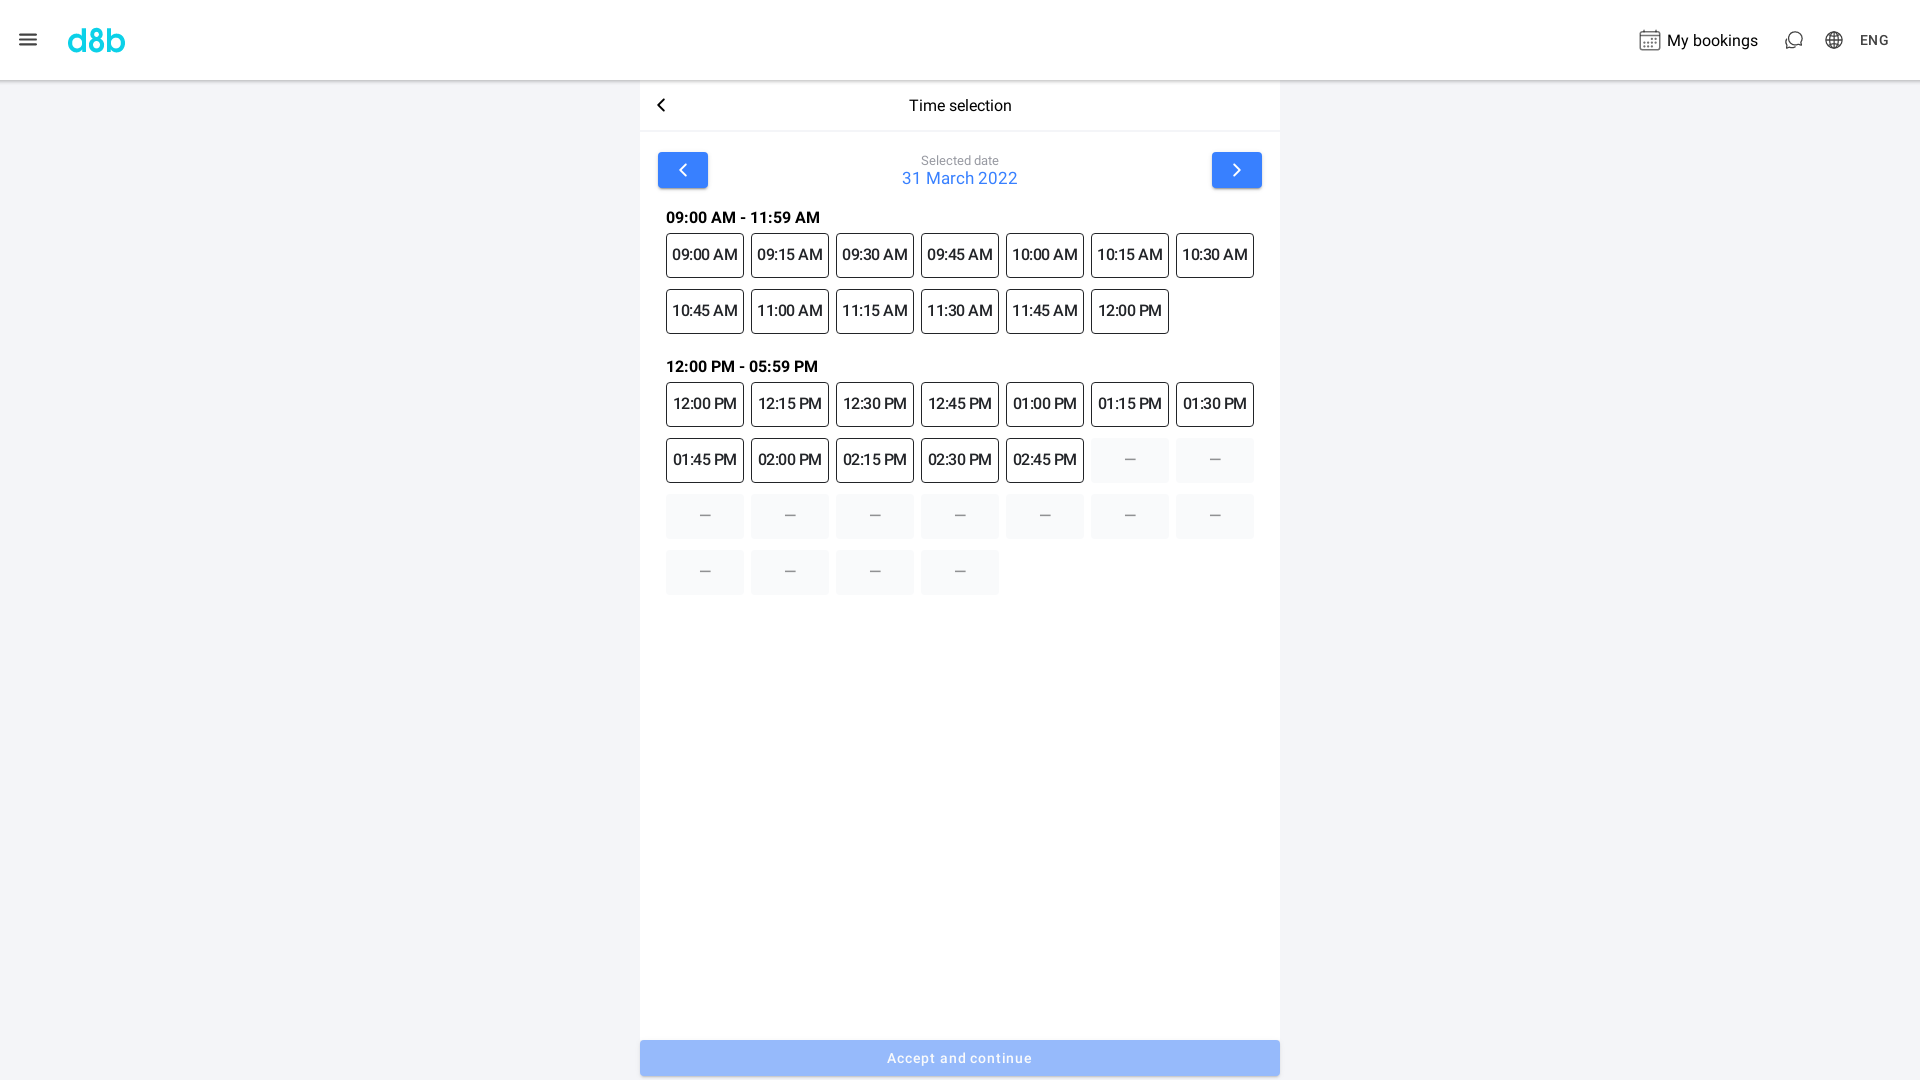 d8b
My bookings
ENG
Time selection
Selected date
31 March 2022
09:00 AM - 11:59 AM
09:00 AM 09:15 AM 09:30 AM 09:45 AM 10:00 AM 10:15 AM 10:30 AM
10:45 AM 11:00 AM 11:15 AM 11:30 AM 11:45 AM 12:00 PM
12:00 PM - 05:59 PM
12:00 PM 12:15 PM 12:30 PM 12:45 PM 01:00 PM 01:15 PM 01:30 PM
01:45 PM 02:00 PM 02:15 PM 02:30 PM 02:45 PM — —
— — — — — — —
— — — —
Accept and continue